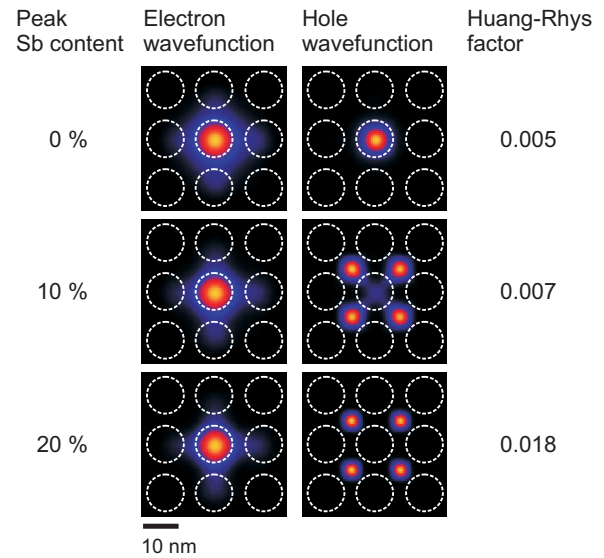 Peak Electron Hole Huang-Rhys
Sb content wavefunction wavefunction factor
0 % 0.005
10 % 0.007
20 % 0.018
10 nm